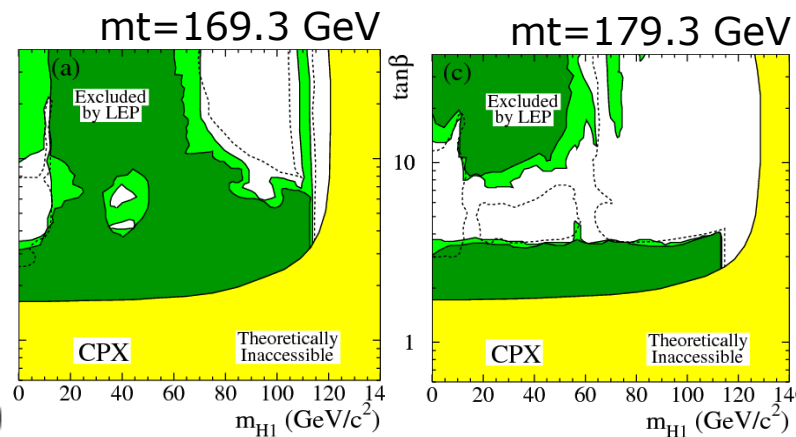 mt=169.3 GeV
(a)
Excluded
by LEP
CPX
Theoretically
Inaccessible
0 20 40 60 80 100 120 140
m_H1 (GeV/c²)
)
mt=179.3 GeV
tanβ
10
1
(c)
Excluded
by LEP
CPX
Theoretically
Inaccessible
0 20 40 60 80 100 120 14
m_H1 (GeV/c²)